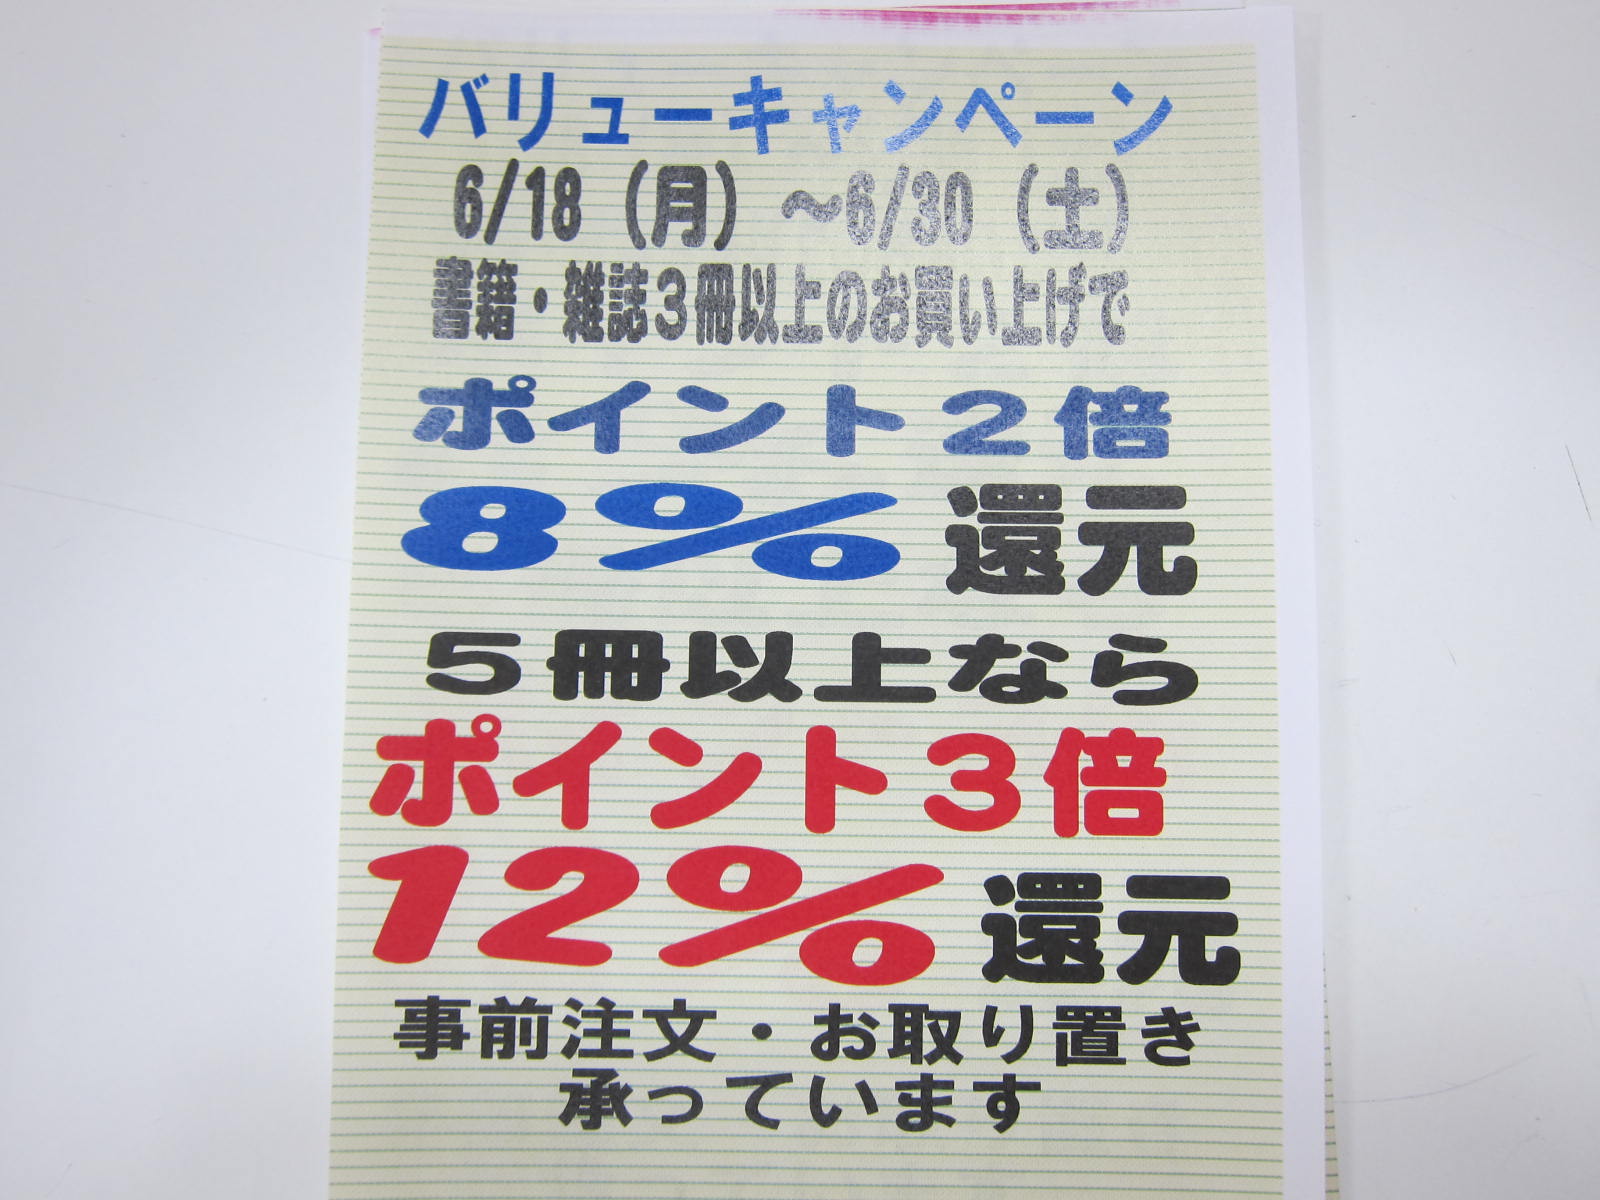 バリューキャンペーン
6/18（月）～6/30（土）
書籍・雑誌３冊以上のお買い上げで
ポイント２倍
8％還元
５冊以上なら
ポイント３倍
12％還元
事前注文・お取り置き
承っています